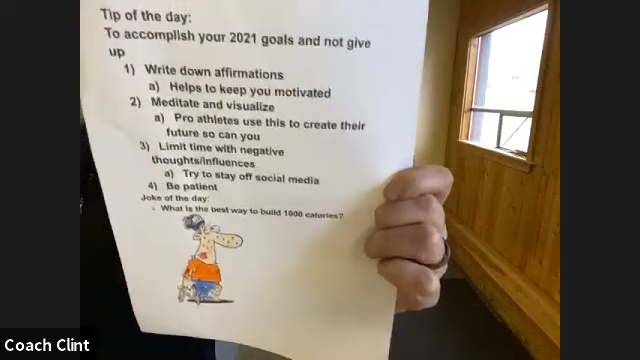 Tip of the day:
To accomplish your 2021 goals and not give
up
1) Write down affirmations
a) Helps to keep you motivated
2) Meditate and visualize
a) Pro athletes use this to create their
future so can you
3) Limit time with negative
thoughts/influences
a) Try to stay off social media
4) Be patient
Joke of the day:
- What is the best way to build 1000 calories?
Coach Clint